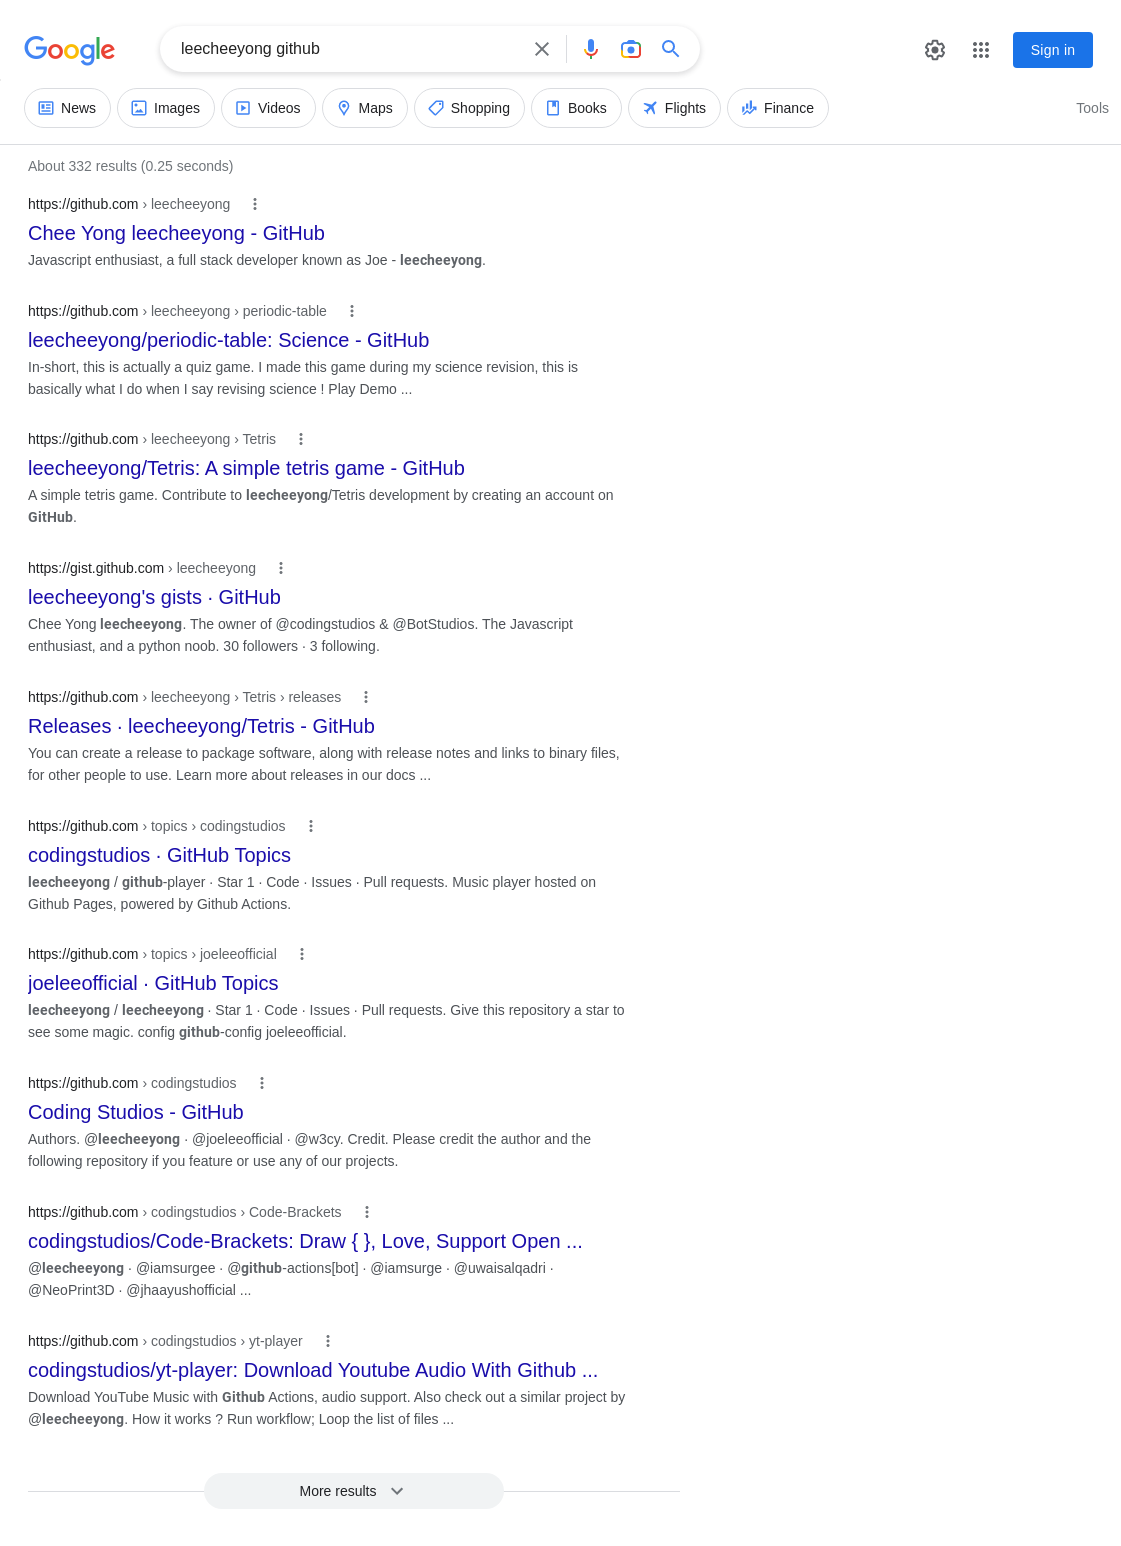 Google
leecheeyong github
Sign in
News Images Videos Maps Shopping Books Flights Finance Tools
About 332 results (0.25 seconds)
https://github.com › leecheeyong
Chee Yong leecheeyong - GitHub
Javascript enthusiast, a full stack developer known as Joe - leecheeyong.
https://github.com › leecheeyong › periodic-table
leecheeyong/periodic-table: Science - GitHub
In-short, this is actually a quiz game. I made this game during my science revision, this is
basically what I do when I say revising science ! Play Demo ...
https://github.com › leecheeyong › Tetris
leecheeyong/Tetris: A simple tetris game - GitHub
A simple tetris game. Contribute to leecheeyong/Tetris development by creating an account on
GitHub.
https://gist.github.com › leecheeyong
leecheeyong's gists · GitHub
Chee Yong leecheeyong. The owner of @codingstudios & @BotStudios. The Javascript
enthusiast, and a python noob. 30 followers · 3 following.
https://github.com › leecheeyong › Tetris › releases
Releases · leecheeyong/Tetris - GitHub
You can create a release to package software, along with release notes and links to binary files,
for other people to use. Learn more about releases in our docs ...
https://github.com › topics › codingstudios
codingstudios · GitHub Topics
leecheeyong / github-player · Star 1 · Code · Issues · Pull requests. Music player hosted on
Github Pages, powered by Github Actions.
https://github.com › topics › joeleeofficial
joeleeofficial · GitHub Topics
leecheeyong / leecheeyong · Star 1 · Code · Issues · Pull requests. Give this repository a star to
see some magic. config github-config joeleeofficial.
https://github.com › codingstudios
Coding Studios - GitHub
Authors. @leecheeyong · @joeleeofficial · @w3cy. Credit. Please credit the author and the
following repository if you feature or use any of our projects.
https://github.com › codingstudios › Code-Brackets
codingstudios/Code-Brackets: Draw { }, Love, Support Open ...
@leecheeyong · @iamsurgee · @github-actions[bot] · @iamsurge · @uwaisalqadri ·
@NeoPrint3D · @jhaayushofficial ...
https://github.com › codingstudios › yt-player
codingstudios/yt-player: Download Youtube Audio With Github ...
Download YouTube Music with Github Actions, audio support. Also check out a similar project by
@leecheeyong. How it works ? Run workflow; Loop the list of files ...
More results